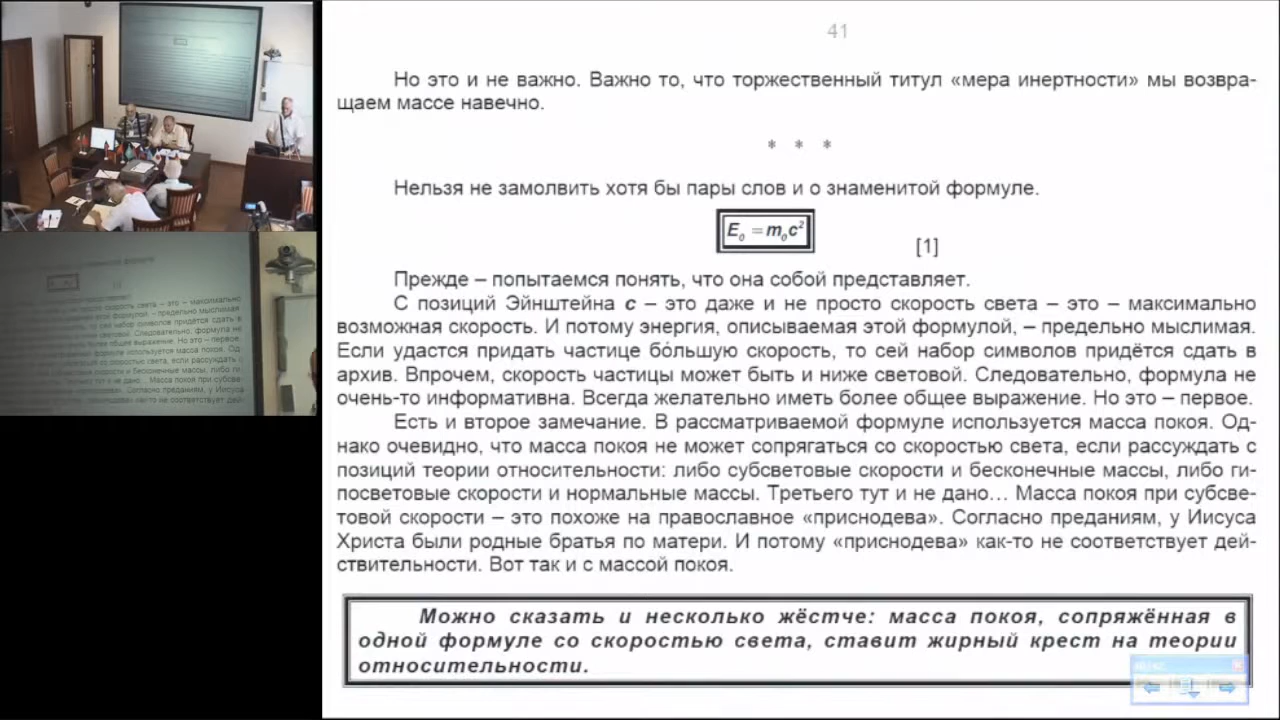 41
Но это и не важно. Важно то, что торжественный титул «мера инертности» мы возвра-
щаем массе навечно.
* * *
Нельзя не замолвить хотя бы пары слов и о знаменитой формуле.
E₀ = m₀c²
[1]
Прежде – попытаемся понять, что она собой представляет.
С позиций Эйнштейна c – это даже и не просто скорость света – это – максимально
возможная скорость. И потому энергия, описываемая этой формулой, – предельно мыслимая.
Если удастся придать частице бо́льшую скорость, то сей набор символов придётся сдать в
архив. Впрочем, скорость частицы может быть и ниже световой. Следовательно, формула не
очень-то информативна. Всегда желательно иметь более общее выражение. Но это – первое.
Есть и второе замечание. В рассматриваемой формуле используется масса покоя. Од-
нако очевидно, что масса покоя не может сопрягаться со скоростью света, если рассуждать с
позиций теории относительности: либо субсветовые скорости и бесконечные массы, либо ги-
посветовые скорости и нормальные массы. Третьего тут и не дано… Масса покоя при субсве-
товой скорости – это похоже на православное «приснодева». Согласно преданиям, у Иисуса
Христа были родные братья по матери. И потому «приснодева» как-то не соответствует дей-
ствительности. Вот так и с массой покоя.
Можно сказать и несколько жёстче: масса покоя, сопряжённая в
одной формуле со скоростью света, ставит жирный крест на теории
относительности.